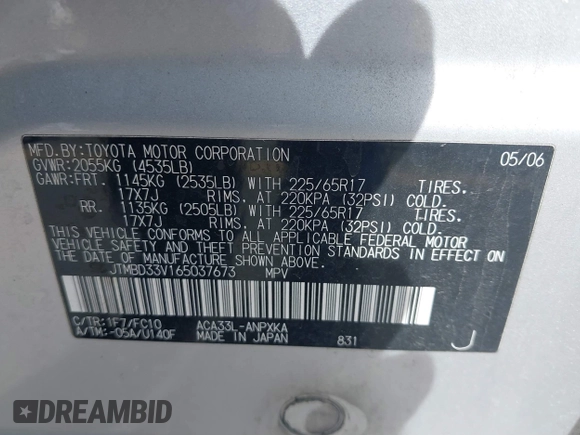 MFD.BY:TOYOTA MOTOR CORPORATION 05/06
GVWR:2055KG (4535LB)
GAWR:FRT. 1145KG (2535LB) WITH 225/65R17 TIRES.
17X7J RIMS. AT 220KPA (32PSI) COLD.
RR. 1135KG (2505LB) WITH 225/65R17 TIRES.
17X7J RIMS. AT 220KPA (32PSI) COLD.
THIS VEHICLE CONFORMS TO ALL APPLICABLE FEDERAL MOTOR
VEHICLE SAFETY AND THEFT PREVENTION STANDARDS IN EFFECT ON
THE DATE OF MANUFACTURE SHOWN ABOVE.
JTMBD33V165037673 MPV
C/TR:1F7/FC10 ACA33L-ANPXKA
A/TM:-05A/U140F MADE IN JAPAN 831 J
DREAMBID